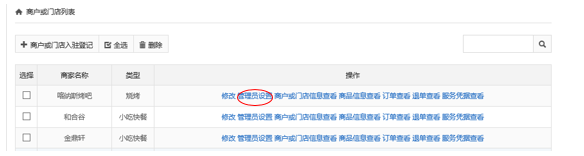 商户或门店列表
商户或门店入驻登记 全选 删除
选择 商家名称 类型 操作
喀纳斯烤吧 烧烤 修改 管理员设置 商户或门店信息查看 商品信息查看 订单查看 退单查看 服务凭据查看
和合谷 小吃快餐 修改 管理员设置 商户或门店信息查看 商品信息查看 订单查看 退单查看 服务凭据查看
金鼎轩 小吃快餐 修改 管理员设置 商户或门店信息查看 商品信息查看 订单查看 退单查看 服务凭据查看